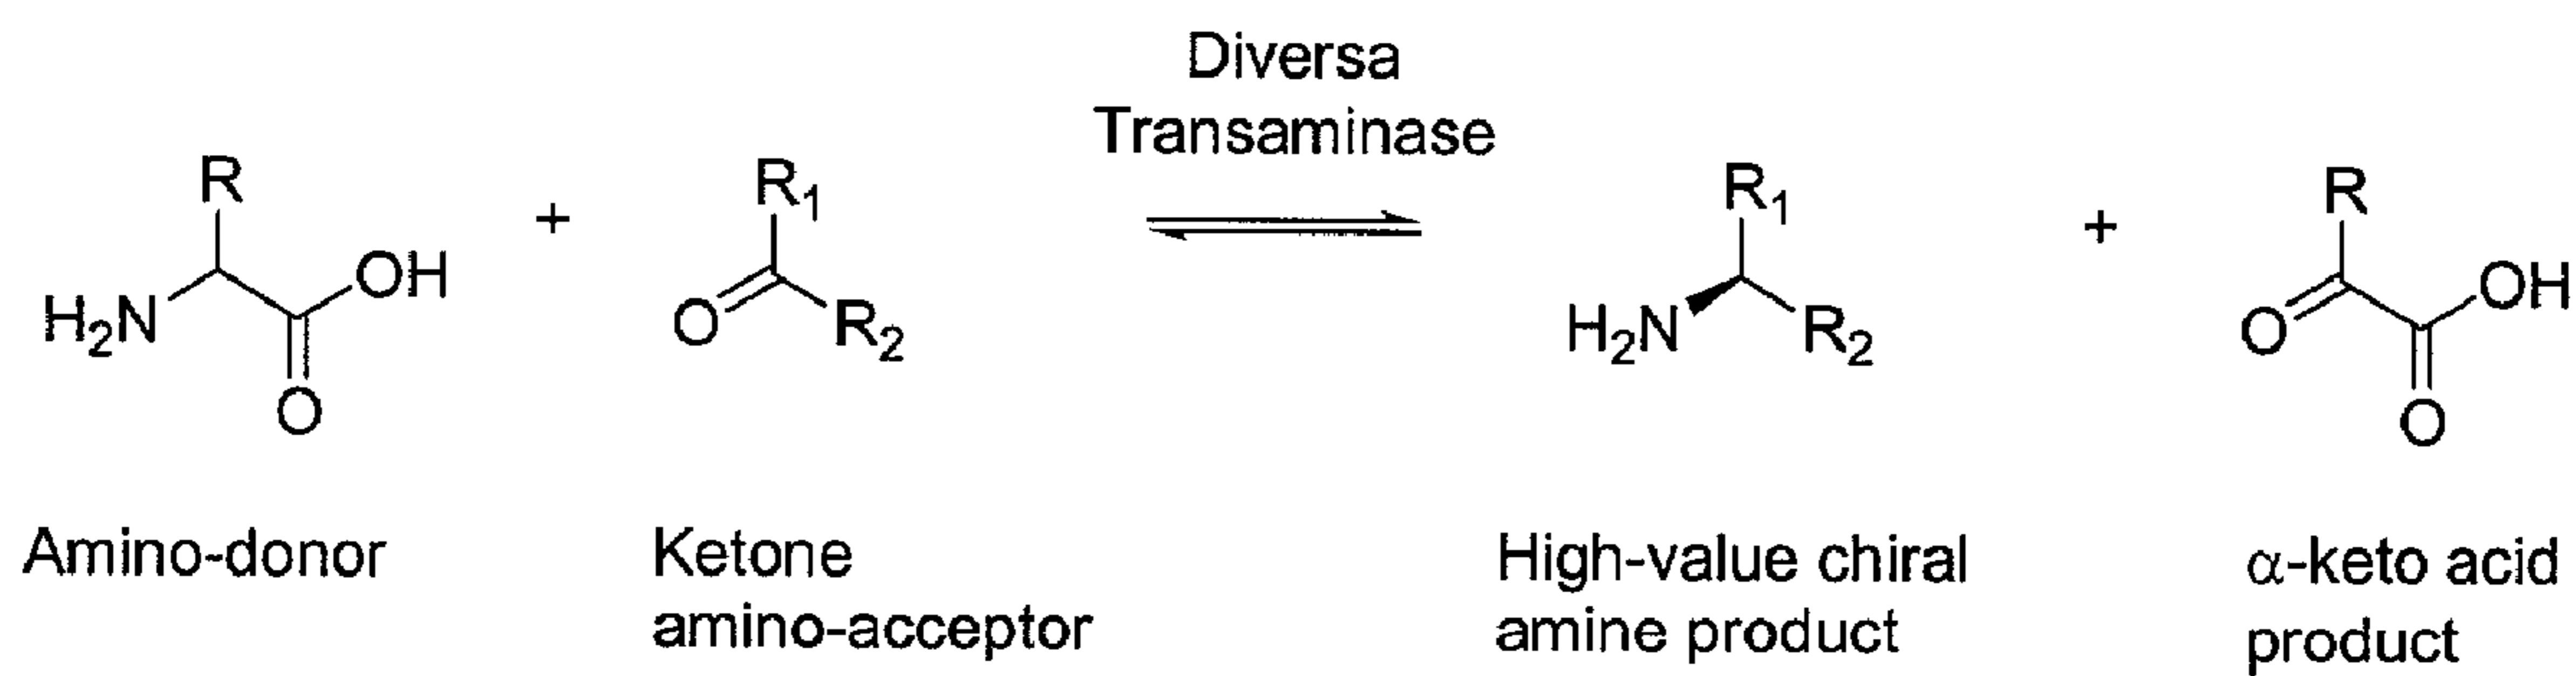 Diversa
Transaminase
R
H₂N
OH
O
+
R₁
O
R₂
R₁
H₂N
R₂
+
R
O
OH
O
Amino-donor
Ketone
amino-acceptor
High-value chiral
amine product
α-keto acid
product